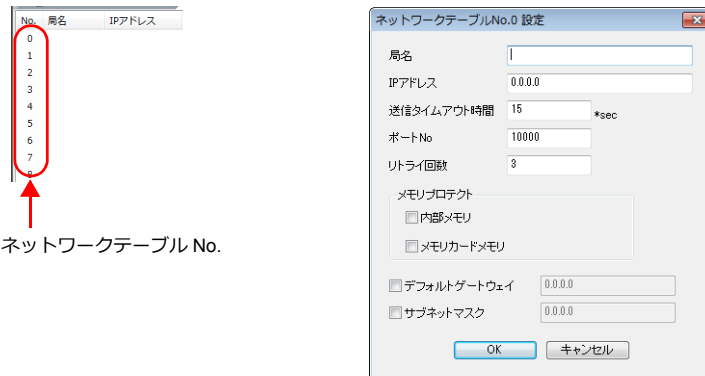 No. 局名 IPアドレス
0
1
2
3
4
5
6
7
8
ネットワークテーブル No.
ネットワークテーブルNo.0 設定
局名
IPアドレス 0.0.0.0
送信タイムアウト時間 15 *sec
ポートNo 10000
リトライ回数 3
メモリプロテクト
内部メモリ
メモリカードメモリ
デフォルトゲートウェイ 0.0.0.0
サブネットマスク 0.0.0.0
OK キャンセル